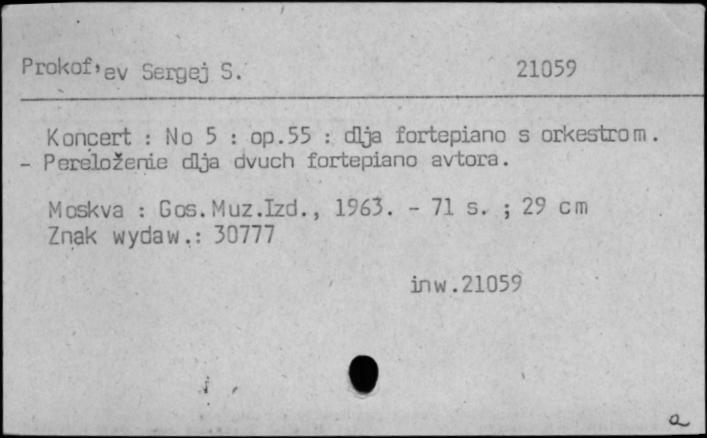 Prokof'ev Sergej S. 21059
Koncert : No 5 : op.55 : dlja fortepiano s orkestrom.
- Pereloženie dlja dvuch fortepiano avtora.
Moskva : Gos.Muz.Izd., 1963. - 71 s. ; 29 cm
Znak wydaw.: 30777
inw.21059
a